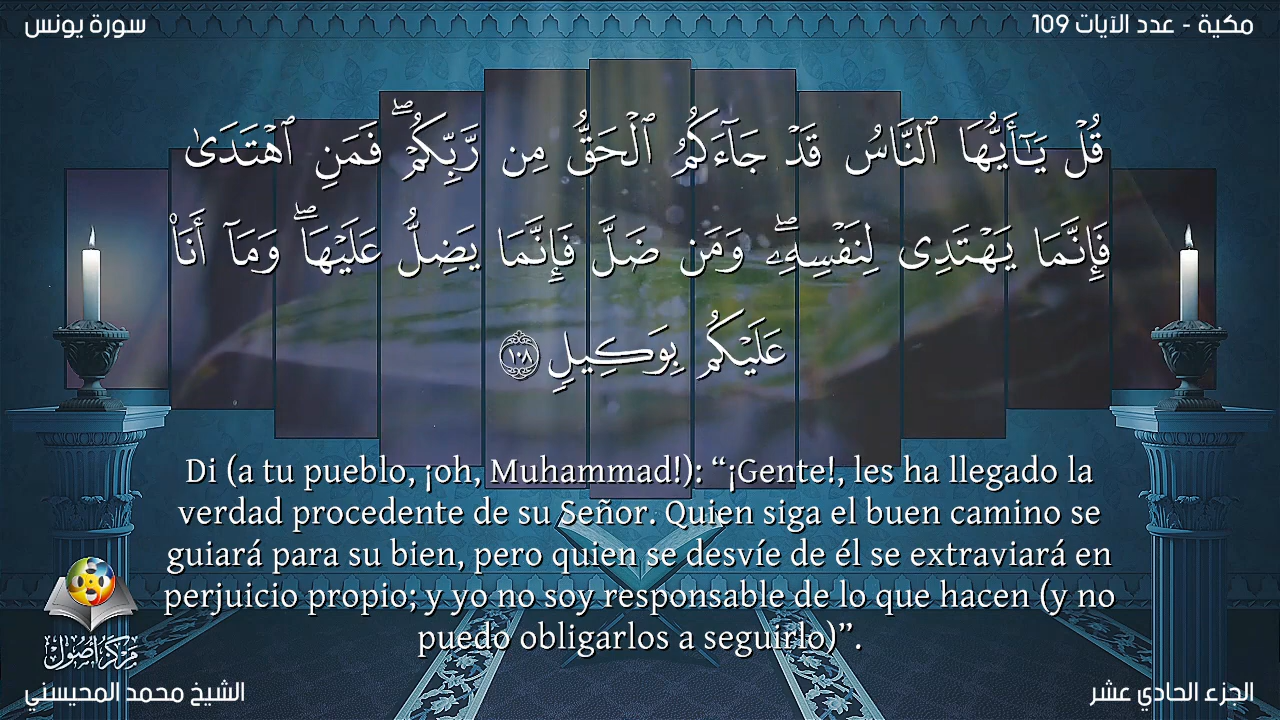 مكية - عدد الآيات 109
سورة يونس
قُلْ يَـٰٓأَيُّهَا ٱلنَّاسُ قَدْ جَآءَكُمُ ٱلْحَقُّ مِن رَّبِّكُمْ ۖ فَمَنِ ٱهْتَدَىٰ
فَإِنَّمَا يَهْتَدِى لِنَفْسِهِۦ ۖ وَمَن ضَلَّ فَإِنَّمَا يَضِلُّ عَلَيْهَا ۖ وَمَآ أَنَا۠
عَلَيْكُم بِوَكِيلٍ ١٠٨
Di (a tu pueblo, ¡oh, Muhammad!): “¡Gente!, les ha llegado la
verdad procedente de su Señor. Quien siga el buen camino se
guiará para su bien, pero quien se desvíe de él se extraviará en
perjuicio propio; y yo no soy responsable de lo que hacen (y no
puedo obligarlos a seguirlo)”.
مركز أصول
الجزء الحادي عشر
الشيخ محمد المحيسني